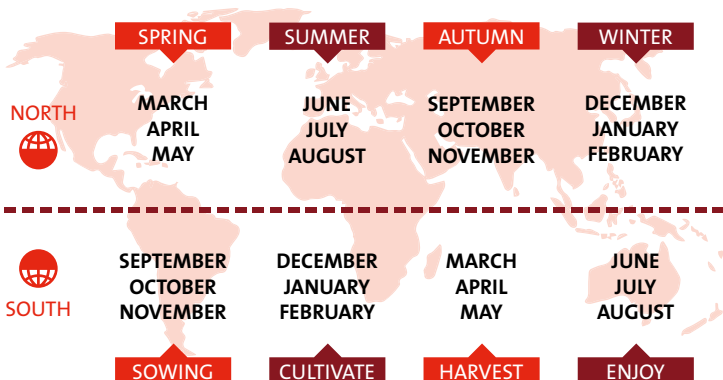 SPRING SUMMER AUTUMN WINTER
NORTH
MARCH
APRIL
MAY
JUNE
JULY
AUGUST
SEPTEMBER
OCTOBER
NOVEMBER
DECEMBER
JANUARY
FEBRUARY
SOUTH
SEPTEMBER
OCTOBER
NOVEMBER
DECEMBER
JANUARY
FEBRUARY
MARCH
APRIL
MAY
JUNE
JULY
AUGUST
SOWING CULTIVATE HARVEST ENJOY